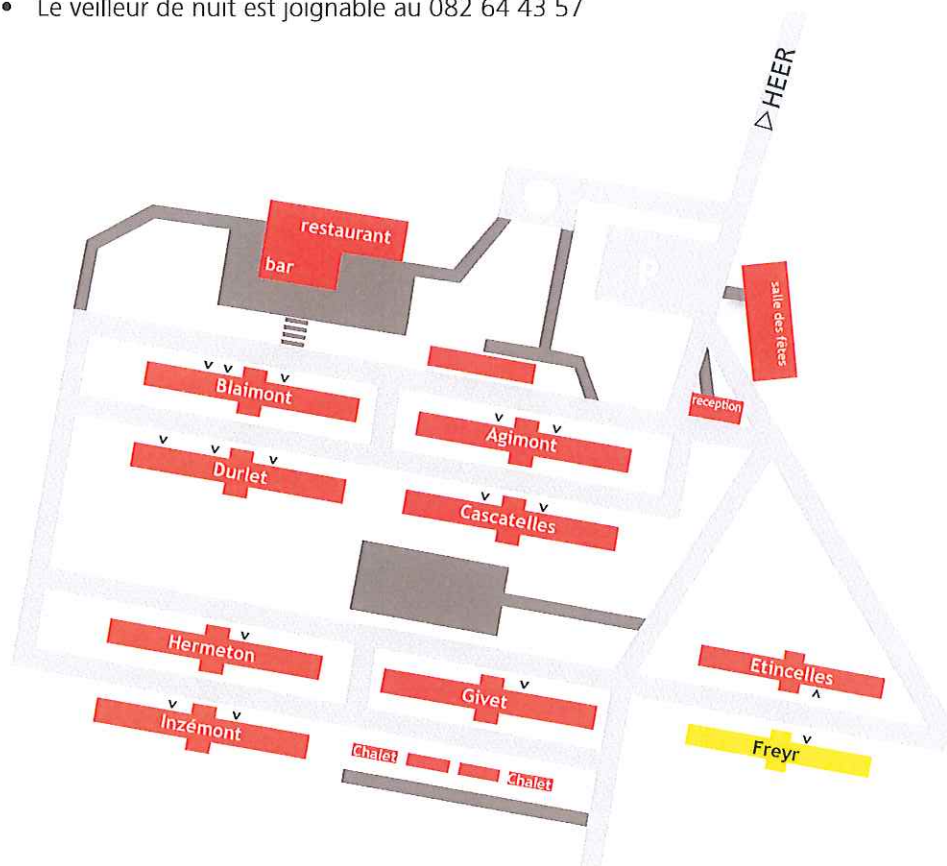 • Le veilleur de nuit est joignable au 082 64 43 57
▷ HEER
restaurant
bar
P
salle des fêtes
reception
v v v
Blaimont
v v
Agimont
v v v
Durlet
v v
Cascatelles
v
Hermeton
v
Givet
Etincelles
v
v v
Inzémont
v
Freyr
Chalet
Chalet